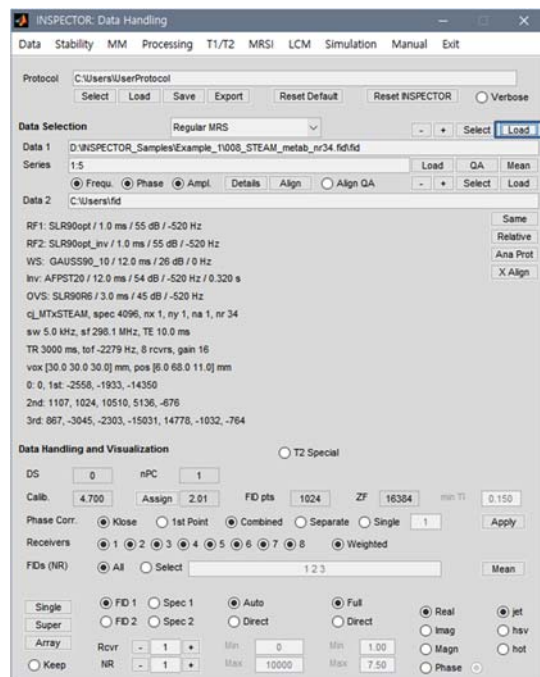 INSPECTOR: Data Handling
Data Stability MM Processing T1/T2 MRSI LCM Simulation Manual Exit
Protocol C:\Users\UserProtocol
Select Load Save Export Reset Default Reset INSPECTOR Verbose
Data Selection Regular MRS - + Select Load
Data 1 D:\INSPECTOR_Samples\Example_1\008_STEAM_metab_nr34.fid\fid
Series 1:5 Load QA Mean
Frequ. Phase Ampl. Details Align Align QA - + Select Load
Data 2 C:\Users\fid
Same
RF1: SLR90opt / 1.0 ms / 55 dB / -520 Hz
Relative
RF2: SLR90opt_inv / 1.0 ms / 55 dB / -520 Hz
Ana Prot
WS: GAUSS90_10 / 12.0 ms / 26 dB / 0 Hz
X Align
Inv: AFPST20 / 12.0 ms / 54 dB / -520 Hz / 0.320 s
OVS: SLR90R6 / 3.0 ms / 45 dB / -520 Hz
cj_MTxSTEAM, spec 4096, nx 1, ny 1, na 1, nr 34
sw 5.0 kHz, sf 298.1 MHz, TE 10.0 ms
TR 3000 ms, tof -2279 Hz, 8 rcvrs, gain 16
vox [30.0 30.0 30.0] mm, pos [6.0 68.0 11.0] mm
0: 0, 1st: -2558, -1933, -14350
2nd: 1107, 1024, 10510, 5136, -676
3rd: 867, -3045, -2303, -15031, 14778, -1032, -764
Data Handling and Visualization T2 Special
DS 0 nPC 1
Calib. 4.700 Assign 2.01 FID pts 1024 ZF 16384 min TI 0.150
Phase Corr. Klose 1st Point Combined Separate Single 1 Apply
Receivers 1 2 3 4 5 6 7 8 Weighted
FIDs (NR) All Select 1 2 3 Mean
Single FID 1 Spec 1 Auto Full Real jet
Super FID 2 Spec 2 Direct Direct Imag hsv
Array Rcvr - 1 + Min 0 Min 1.00 Magn hot
Keep NR - 1 + Max 10000 Max 7.50 Phase